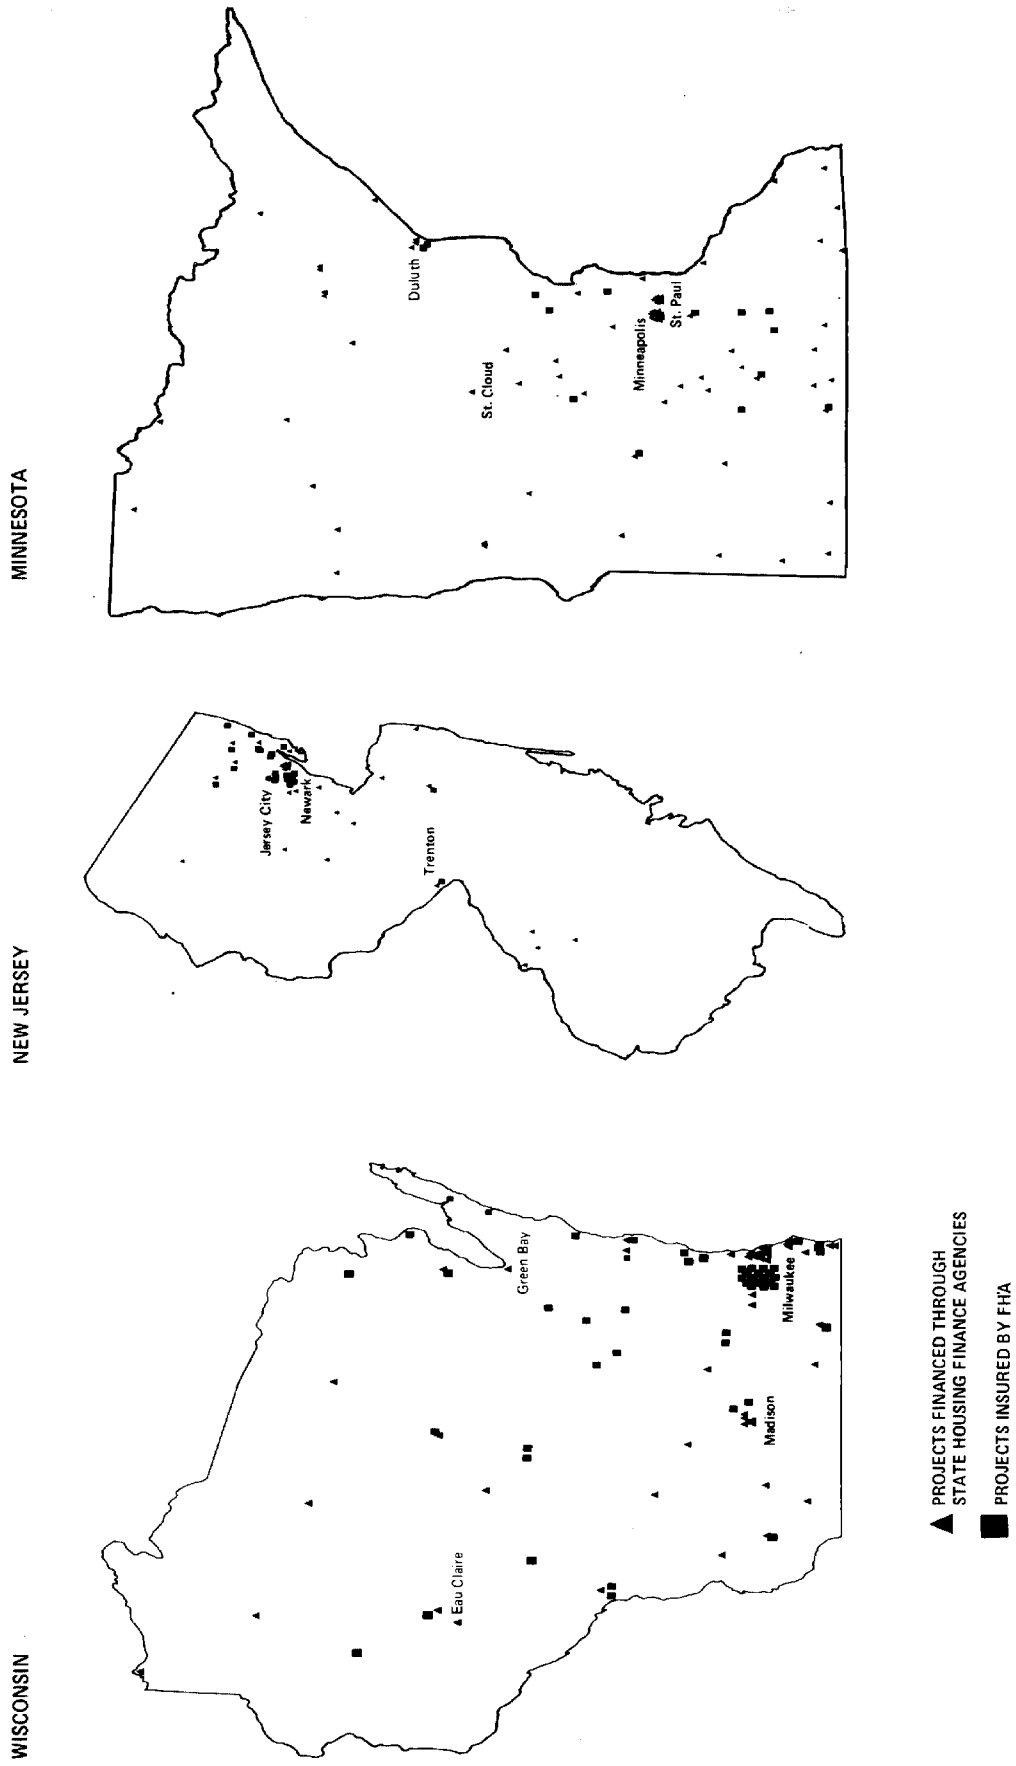 WISCONSIN
Eau Claire
Green Bay
Madison
Milwaukee
NEW JERSEY
Jersey City
Newark
Trenton
MINNESOTA
Duluth
St. Cloud
Minneapolis
St. Paul
PROJECTS FINANCED THROUGH
STATE HOUSING FINANCE AGENCIES
PROJECTS INSURED BY FHA